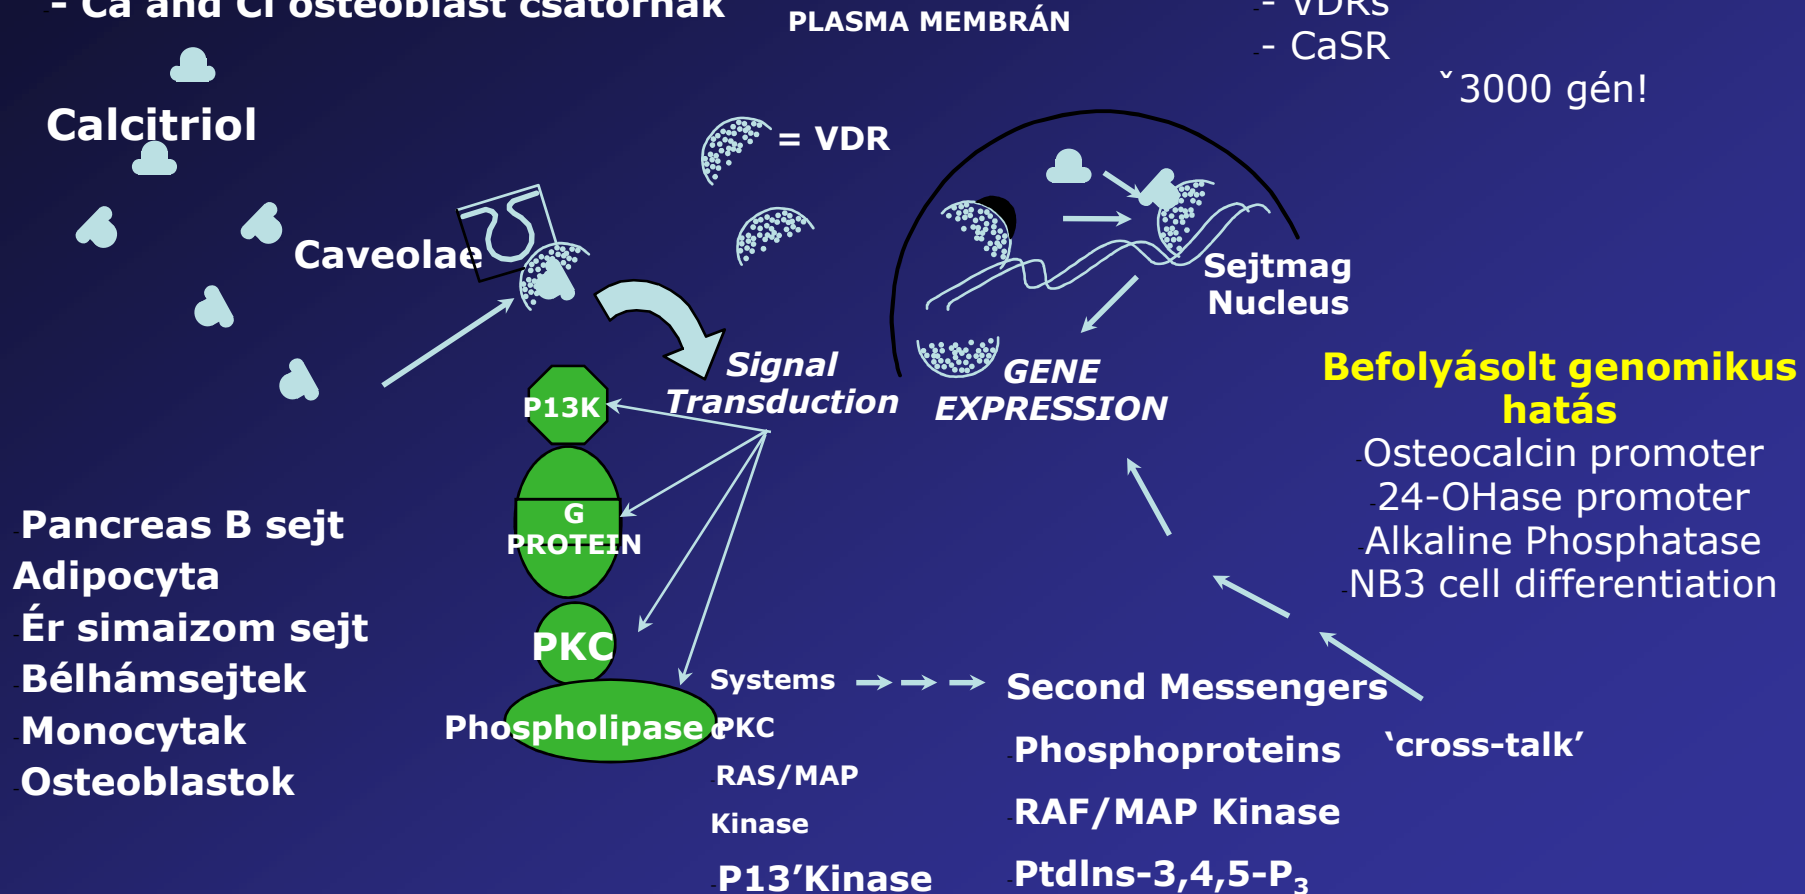 - Ca and Cl osteoblast csatornák
PLASMA MEMBRÁN
- VDRs
- CaSR
ˇ3000 gén!
Calcitriol
= VDR
Caveolae
Sejtmag
Nucleus
Signal
Transduction
GENE
EXPRESSION
Befolyásolt genomikus
hatás
-Osteocalcin promoter
-24-OHase promoter
-Alkaline Phosphatase
-NB3 cell differentiation
P13K
G
PROTEIN
PKC
Phospholipase c
-Pancreas B sejt
Adipocyta
-Ér simaizom sejt
-Bélhámsejtek
-Monocytak
-Osteoblastok
Systems
PKC
-RAS/MAP
Kinase
-P13’Kinase
Second Messengers
-Phosphoproteins
-RAF/MAP Kinase
-Ptdlns-3,4,5-P₃
‘cross-talk’